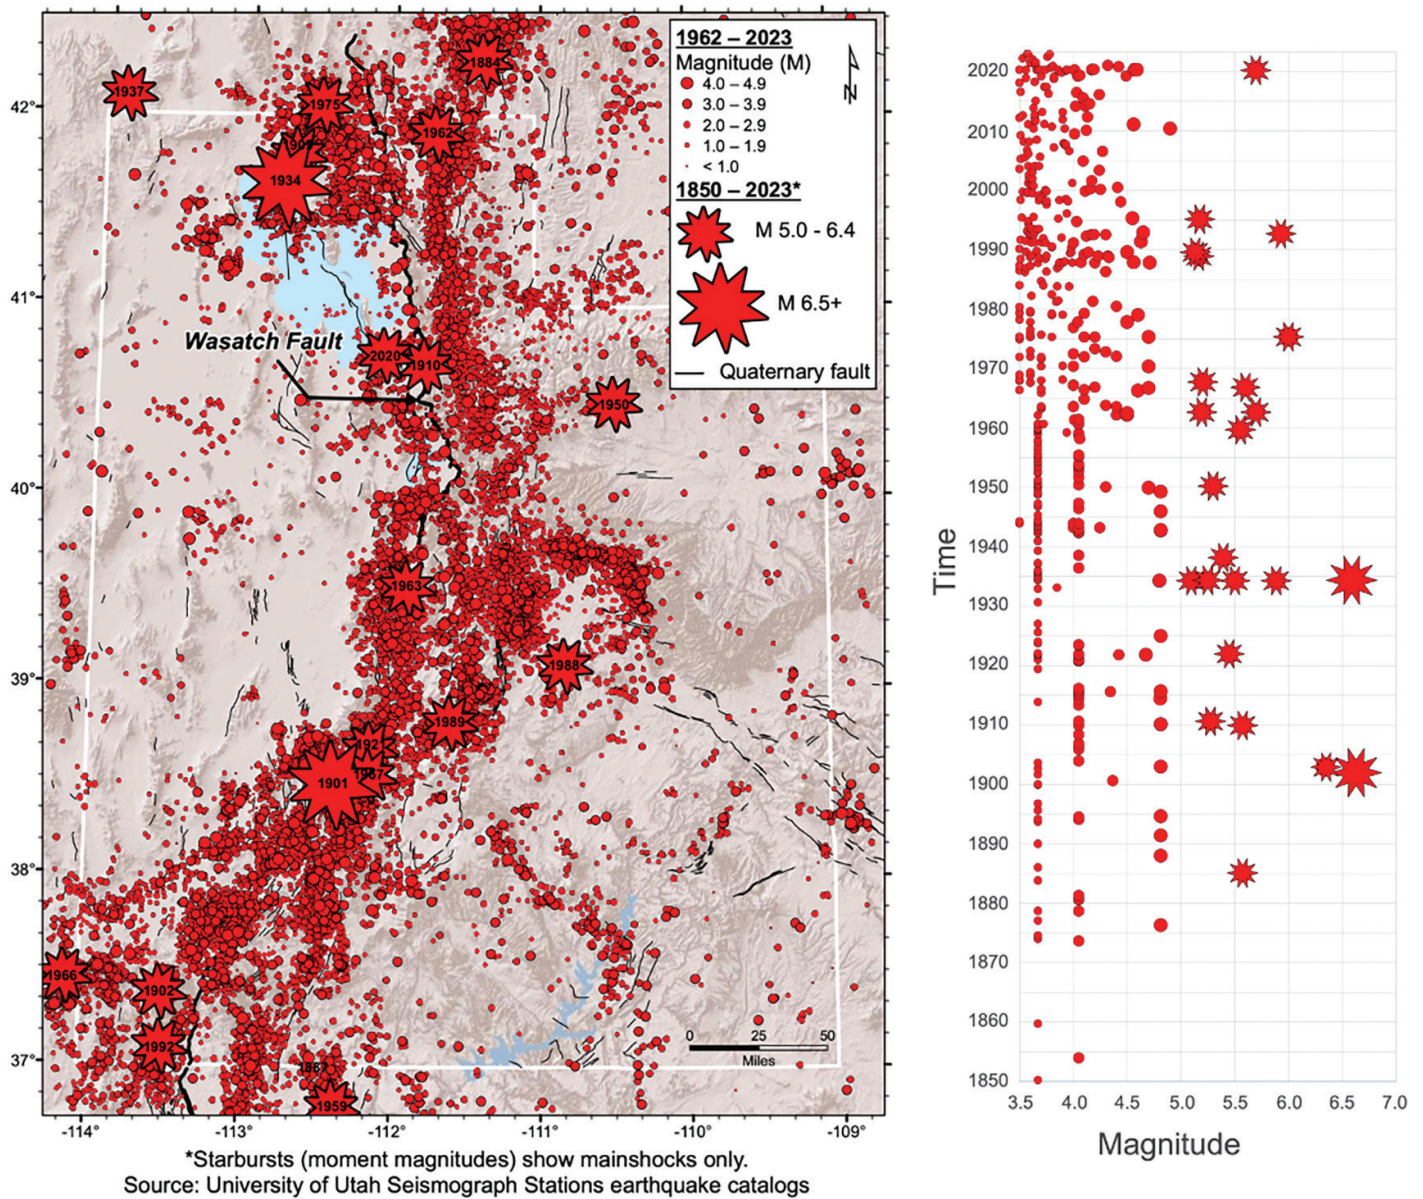 1962 – 2023
Magnitude (M)
4.0 – 4.9
3.0 – 3.9
2.0 – 2.9
1.0 – 1.9
< 1.0
1850 – 2023*
M 5.0 - 6.4
M 6.5+
Quaternary fault
N
1937
1884
1975
1962
1934
Wasatch Fault
2020
1910
1950
1963
1988
1989
1901
1966
1902
1992
1959
42°
41°
40°
39°
38°
37°
0 25 50
Miles
-114 -113 -112 -111 -110 -109
*Starbursts (moment magnitudes) show mainshocks only.
Source: University of Utah Seismograph Stations earthquake catalogs
Time
2020
2010
2000
1990
1980
1970
1960
1950
1940
1930
1920
1910
1900
1890
1880
1870
1860
1850
3.5 4.0 4.5 5.0 5.5 6.0 6.5 7.0
Magnitude